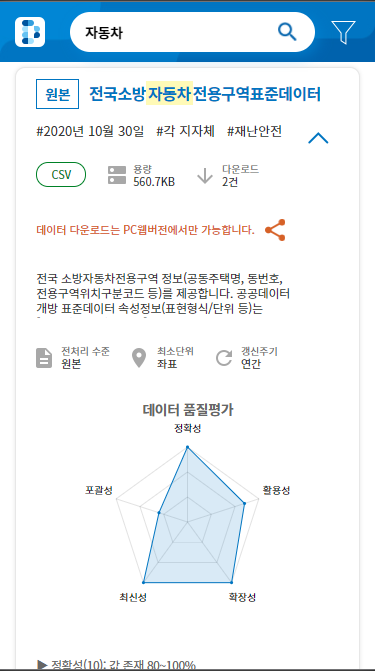 자동차
원본 전국소방자동차전용구역표준데이터
#2020년 10월 30일 #각 지자체 #재난안전
CSV
용량
560.7KB
다운로드
2건
데이터 다운로드는 PC웹버전에서만 가능합니다.
전국 소방자동차전용구역 정보(공동주택명, 동번호,
전용구역위치구분코드 등)를 제공합니다. 공공데이터
개방 표준데이터 속성정보(표현형식/단위 등)는
전처리 수준
원본
최소단위
좌표
갱신주기
연간
데이터 품질평가
정확성
포괄성
활용성
최신성
확장성
▶ 정확성(10): 값 존재 80~100%